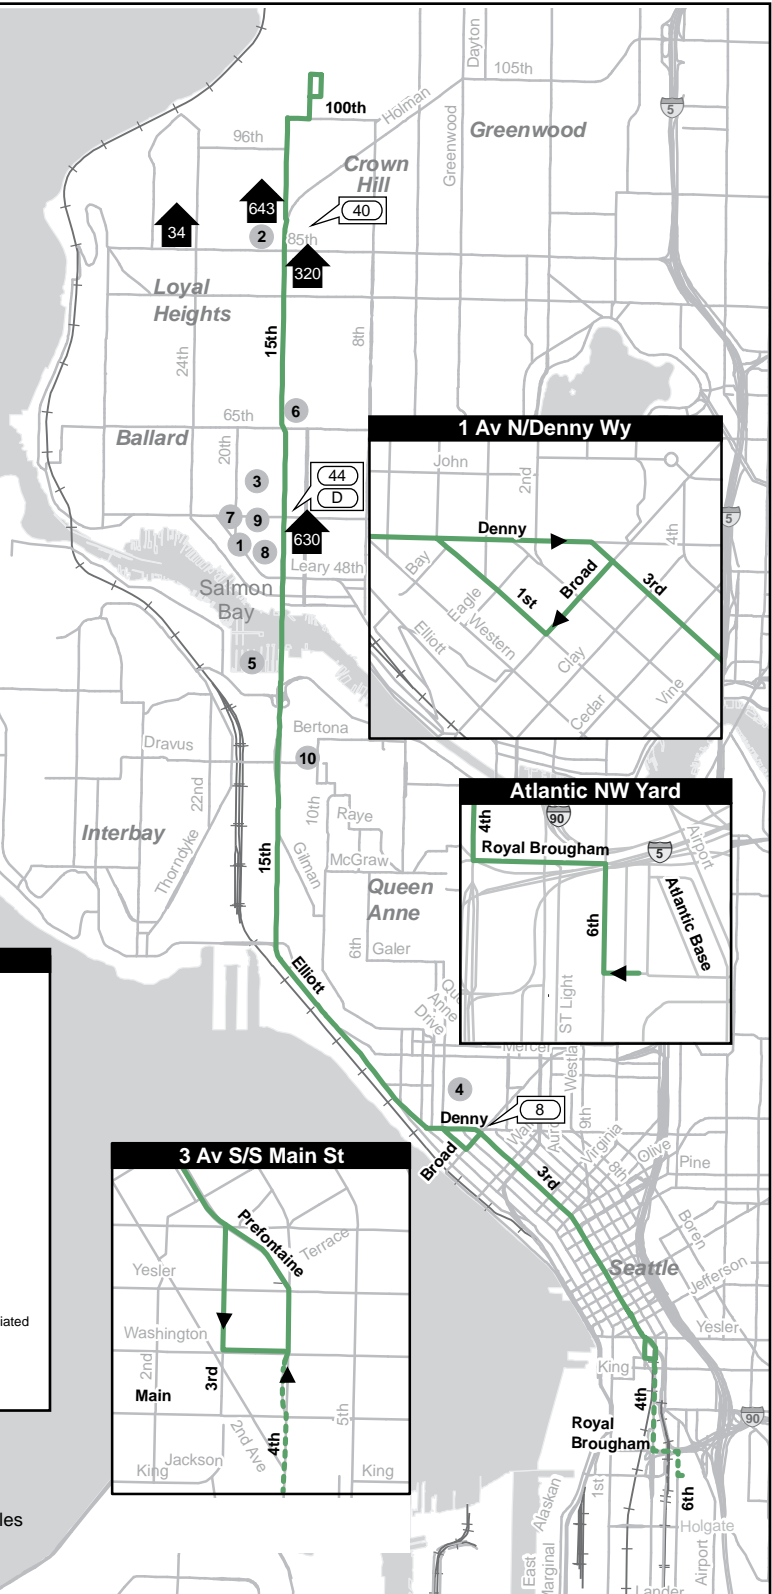 Dayton
105th
5
100th
Holman
Greenwood
Greenwood
96th
Crown
Hill
643
40
34
2
85th
320
Loyal
Heights
15th
8th
24th
65th
6
Ballard
20th
1 Av N/Denny Wy
John
2nd
Denny
4th
Bay
Broad
3rd
1st
Eagle
Western
Elliott
Clay
Cedar
Vine
3
44
D
7
9
630
1
8
Leary
48th
5
Salmon
Bay
5
Bertona
Dravus
10
22nd
10th
Raye
Interbay
Thorndyke
15th
Gilman
McGraw
Queen
Anne
6th
Galer
Elliott
Atlantic NW Yard
4th
90
Airport
Royal Brougham
5
6th
Atlantic Base
ST Light
Queen
Anne
Drive
Mercer
4
Denny
8
9th
Virginia
8th
Olive
Pine
Broad
3rd
Boren
Seattle
Jefferson
Yesler
King
4th
90
Royal
Brougham
6th
1st
Alaskan
Holgate
East
Marginal
Airport
Lander
3 Av S/S Main St
Prefontaine
Terrace
Yesler
Washington
2nd
3rd
Main
5th
2nd Ave
4th
Jackson
King
King
iated
les